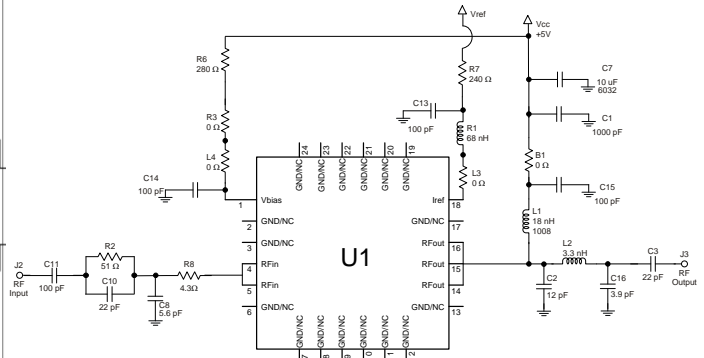 Vref
Vcc
+5V
R6
280 Ω
R7
240 Ω
C7
10 uF
6032
C13
100 pF
R1
68 nH
C1
1000 pF
R3
0 Ω
L4
0 Ω
B1
0 Ω
L3
0 Ω
C14
100 pF
C15
100 pF
24
23
22
21
20
19
GND/NC
GND/NC
GND/NC
GND/NC
GND/NC
GND/NC
1
Vbias
Iref
18
2
GND/NC
GND/NC
17
3
GND/NC
RFout
16
4
RFin
RFout
15
5
RFin
RFout
14
6
GND/NC
GND/NC
13
U1
L1
18 nH
1008
L2
3.3 nH
C3
22 pF
J3
RF
Output
C2
12 pF
C16
3.9 pF
J2
RF
Input
C11
100 pF
R2
51 Ω
C10
22 pF
R8
4.3Ω
C8
5.6 pF
GND/NC
GND/NC
GND/NC
GND/NC
GND/NC
GND/NC